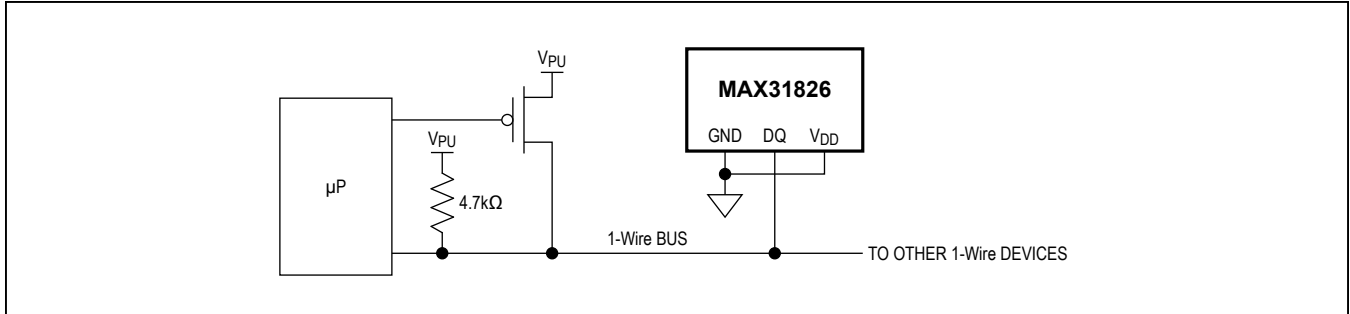 VPU
MAX31826
GND DQ VDD
VPU
µP
4.7kΩ
1-Wire BUS
TO OTHER 1-Wire DEVICES